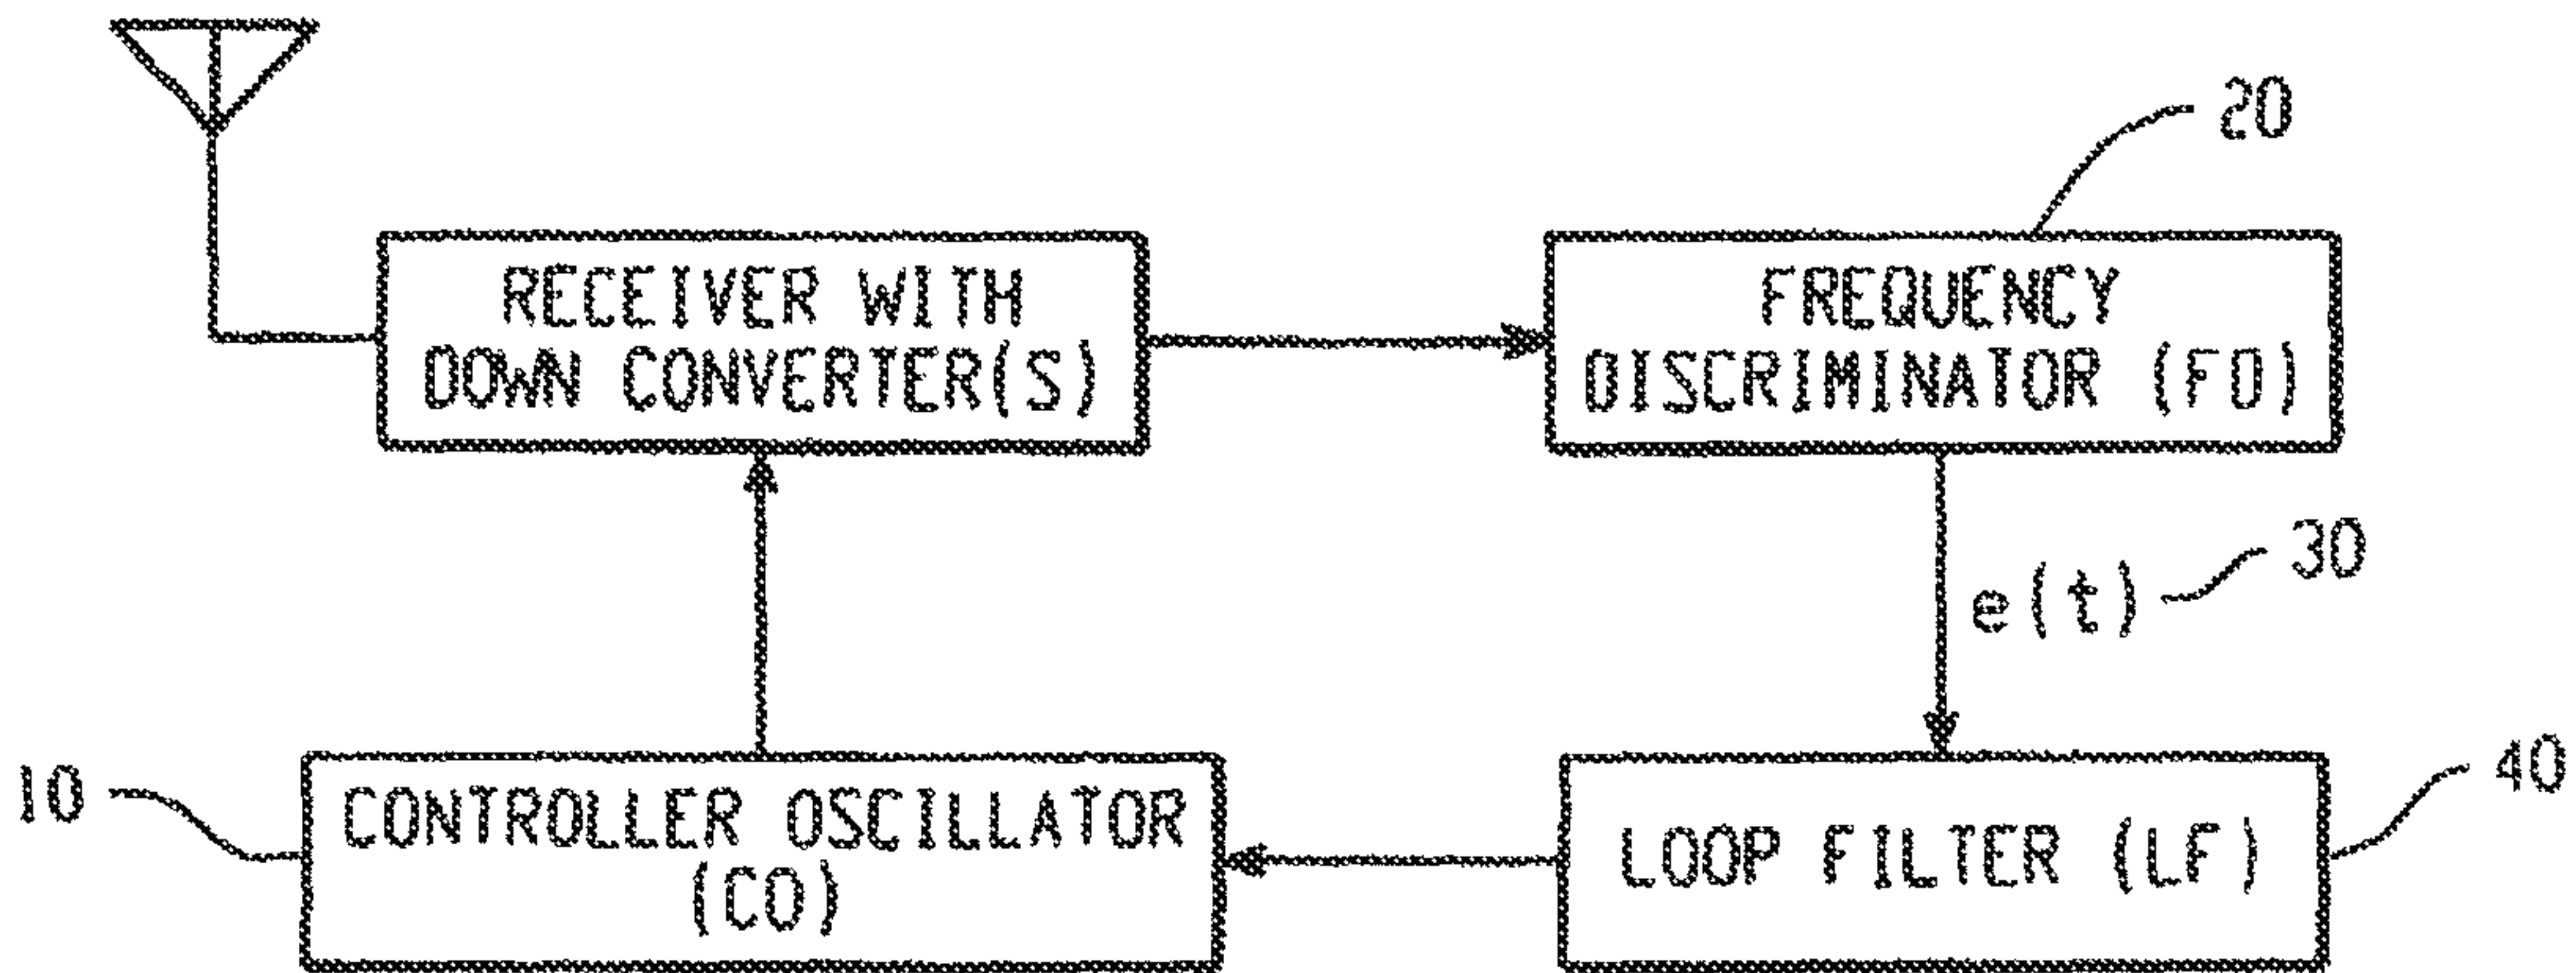 20
RECEIVER WITH
DOWN CONVERTER(S)
FREQUENCY
DISCRIMINATOR (FD)
e(t)
30
10
CONTROLLER OSCILLATOR
(CO)
LOOP FILTER (LF)
40